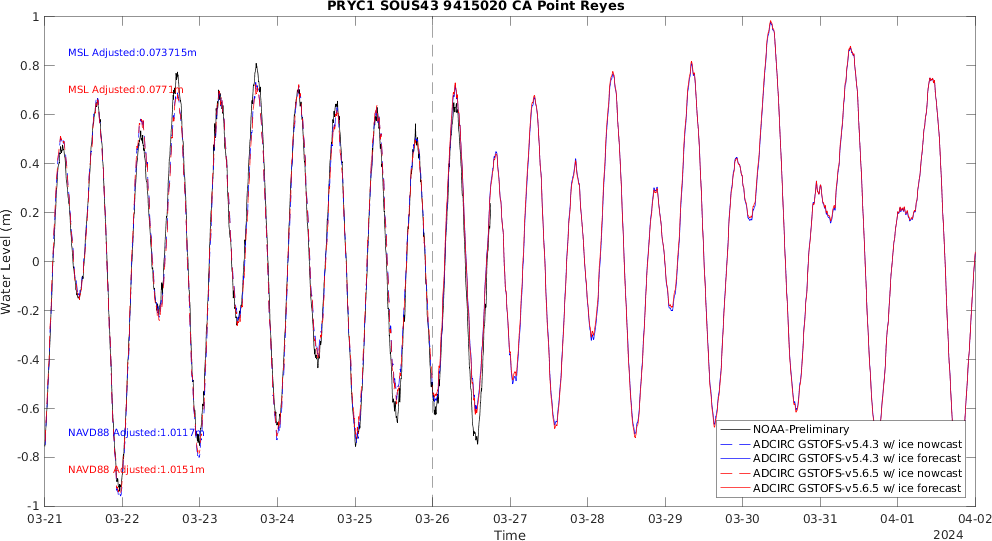 PRYC1 SOUS43 9415020 CA Point Reyes
Water Level (m)
1
0.8
0.6
0.4
0.2
0
-0.2
-0.4
-0.6
-0.8
-1
MSL Adjusted:0.073715m
MSL Adjusted:0.0771m
NAVD88 Adjusted:1.0117m
NAVD88 Adjusted:1.0151m
NOAA-Preliminary
ADCIRC GSTOFS-v5.4.3 w/ ice nowcast
ADCIRC GSTOFS-v5.4.3 w/ ice forecast
ADCIRC GSTOFS-v5.6.5 w/ ice nowcast
ADCIRC GSTOFS-v5.6.5 w/ ice forecast
03-21 03-22 03-23 03-24 03-25 03-26 03-27 03-28 03-29 03-30 03-31 04-01 04-02
Time
2024